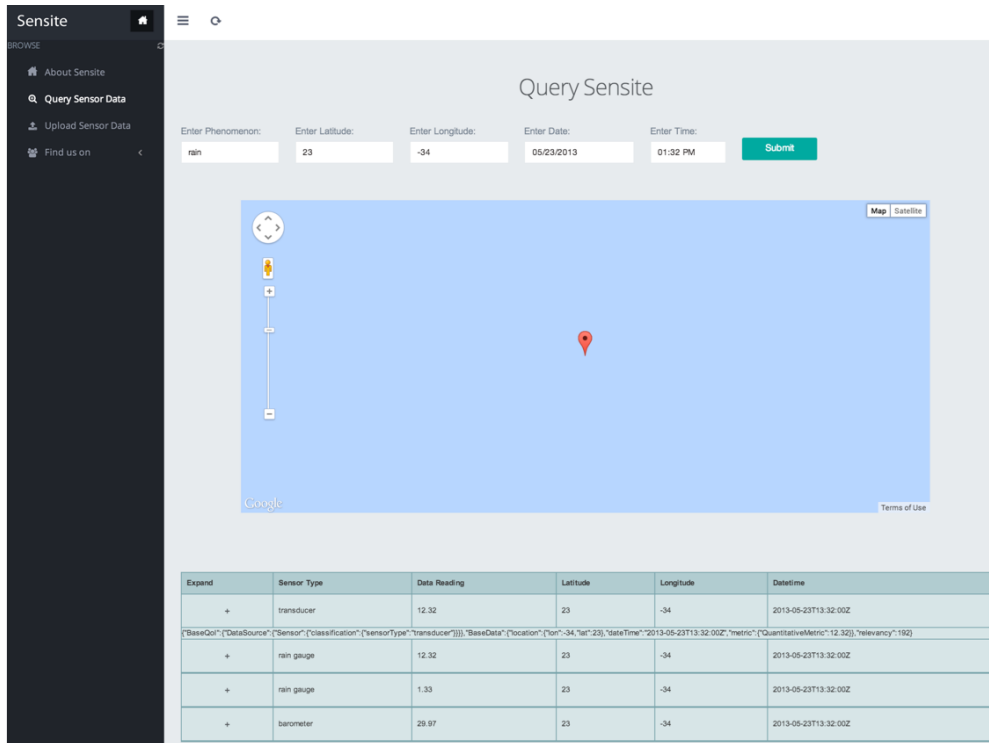 Sensite
BROWSE
About Sensite
Query Sensor Data
Upload Sensor Data
Find us on
Query Sensite
Enter Phenomenon: Enter Latitude: Enter Longitude: Enter Date: Enter Time:
rain 23 -34 05/23/2013 01:32 PM Submit
Map Satellite
Google
Terms of Use
Expand Sensor Type Data Reading Latitude Longitude Datetime
+ transducer 12.32 23 -34 2013-05-23T13:32:00Z
{"BaseQoI":{"DataSource":{"Sensor":{"classification":{"sensorType":"transducer"}}}},"BaseData":{"location":{"lon":-34,"lat":23},"dateTime":"2013-05-23T13:32:00Z","metric":{"QuantitativeMetric":12.32}},"relevancy":192}
+ rain gauge 12.32 23 -34 2013-05-23T13:32:00Z
+ rain gauge 1.33 23 -34 2013-05-23T13:32:00Z
+ barometer 29.97 23 -34 2013-05-23T13:32:00Z